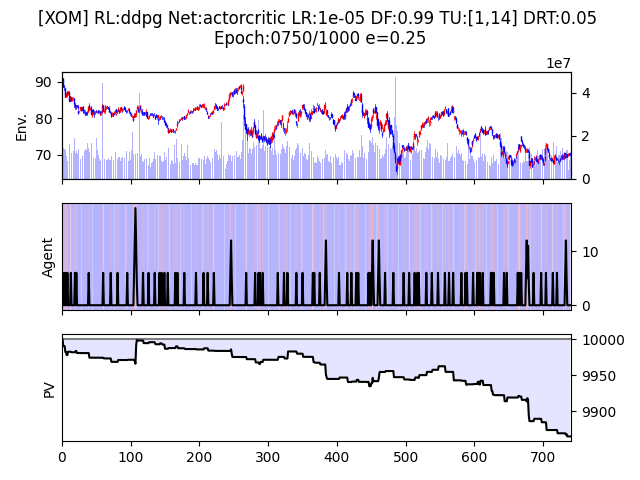 [XOM] RL:ddpg Net:actorcritic LR:1e-05 DF:0.99 TU:[1,14] DRT:0.05
Epoch:0750/1000 e=0.25
1e7
Env.
90
80
70
4
2
0
Agent
10
0
PV
10000
9950
9900
0 100 200 300 400 500 600 700